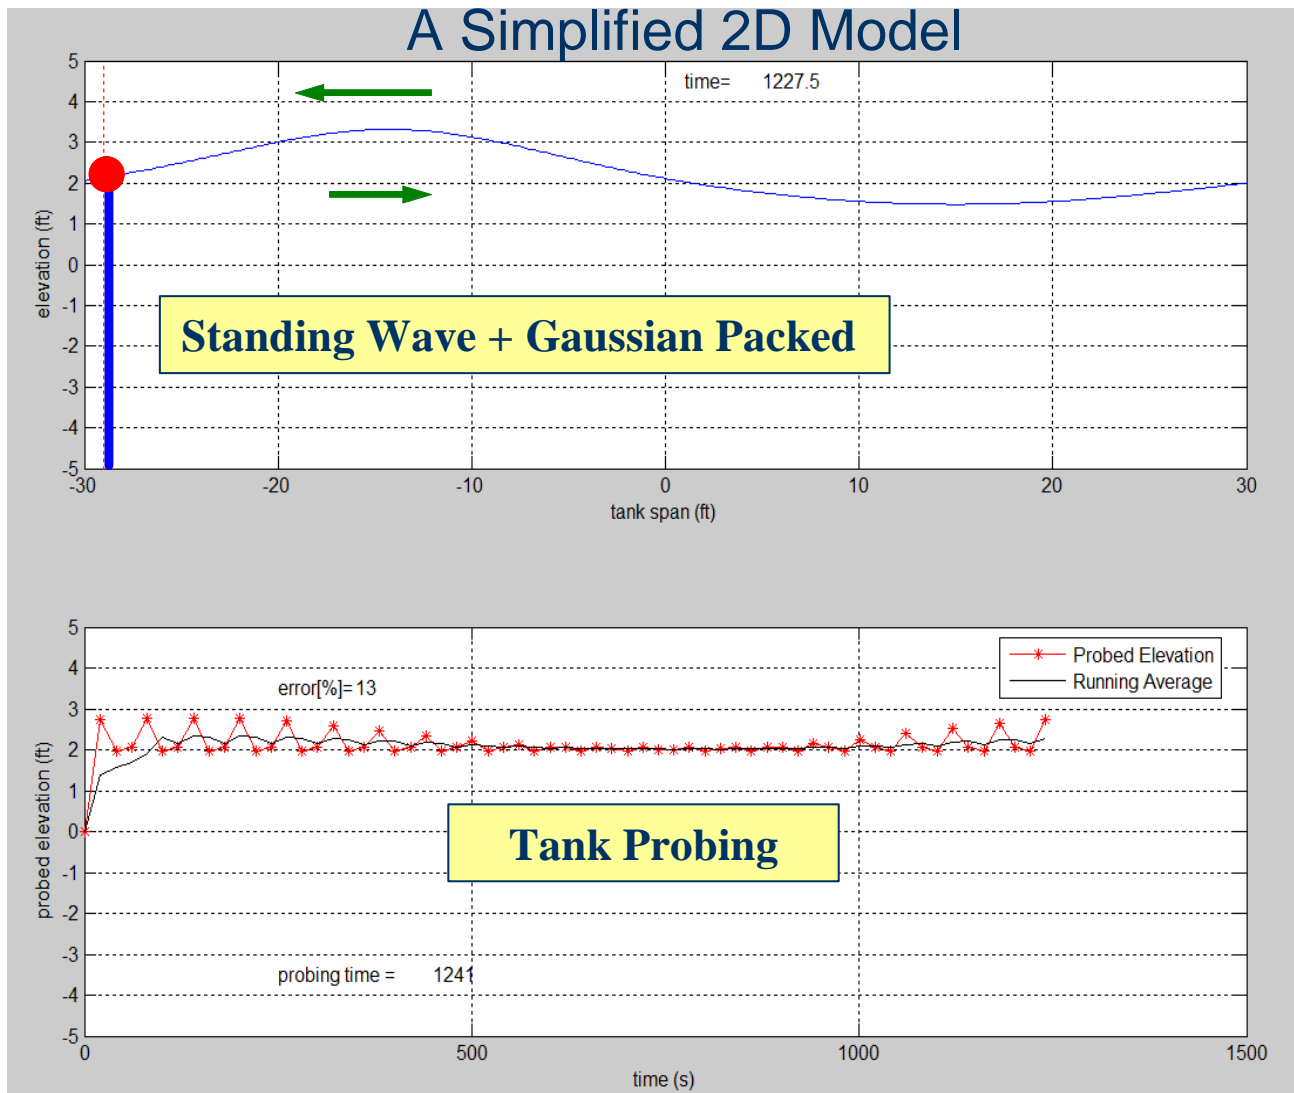 A Simplified 2D Model
5
4
3
2
1
0
-1
-2
-3
-4
-5
elevation (ft)
time= 1227.5
Standing Wave + Gaussian Packed
-30 -20 -10 0 10 20 30
tank span (ft)
5
4
3
2
1
0
-1
-2
-3
-4
-5
probed elevation (ft)
Probed Elevation
Running Average
error[%]= 13
Tank Probing
probing time = 1241
0 500 1000 1500
time (s)